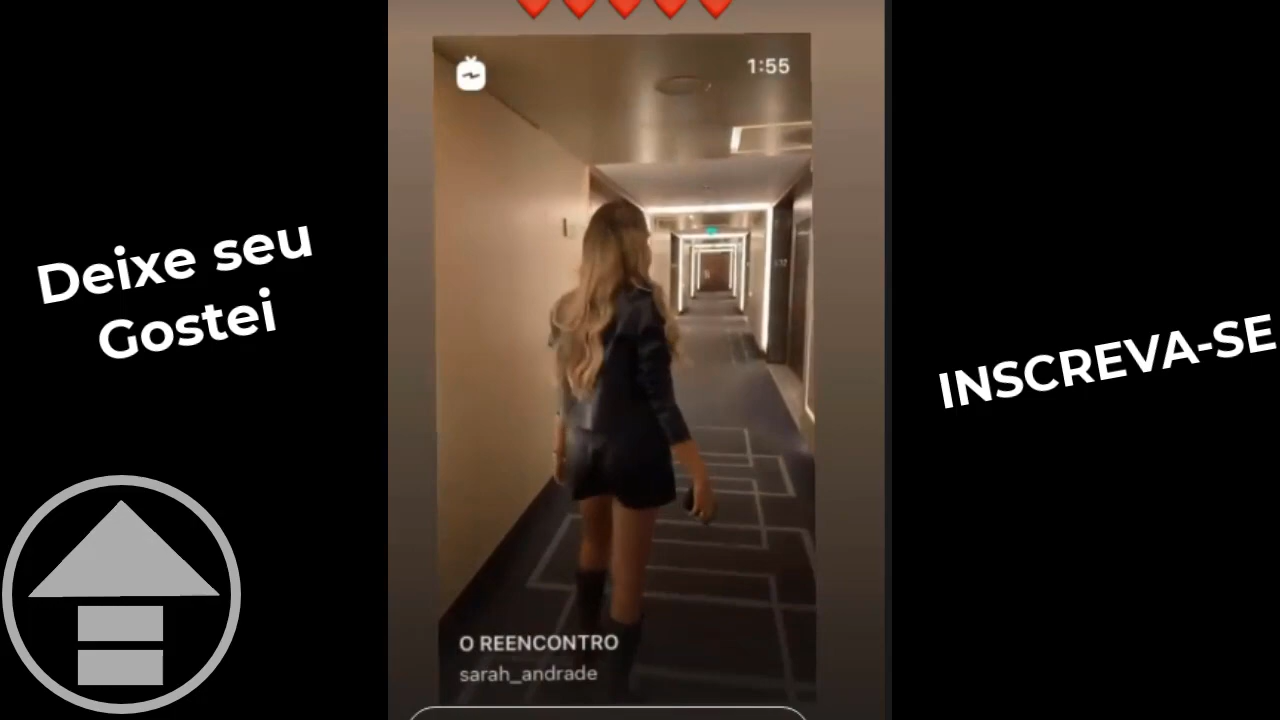 1:55
Deixe seu
Gostei
INSCREVA-SE
O REENCONTRO
sarah_andrade